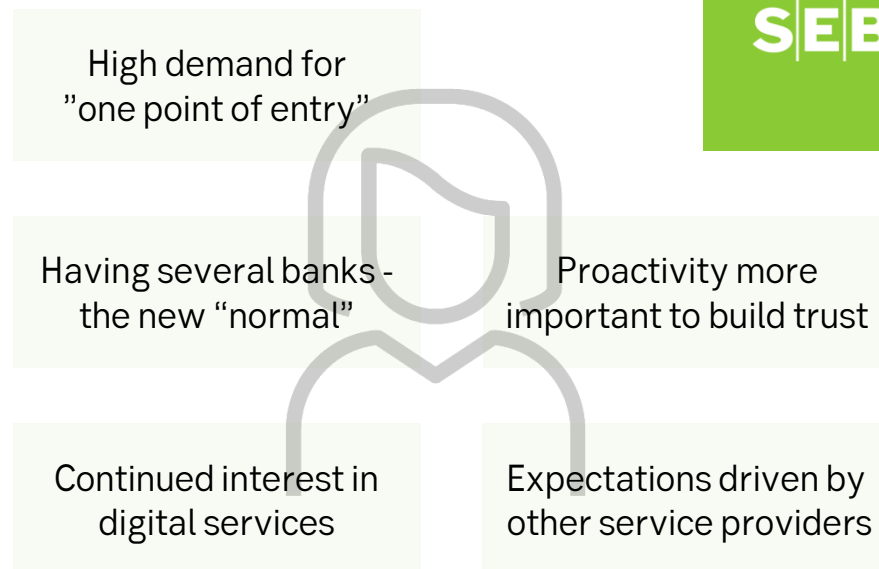 SEB
High demand for
”one point of entry”
Having several banks -
the new “normal”
Proactivity more
important to build trust
Continued interest in
digital services
Expectations driven by
other service providers